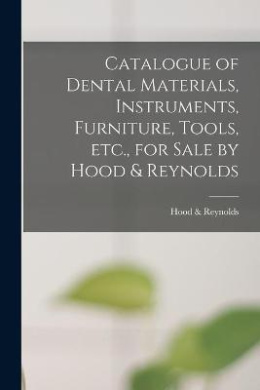 Catalogue of
Dental Materials,
Instruments,
Furniture, Tools,
etc., for Sale by
Hood & Reynolds
Hood & Reynolds